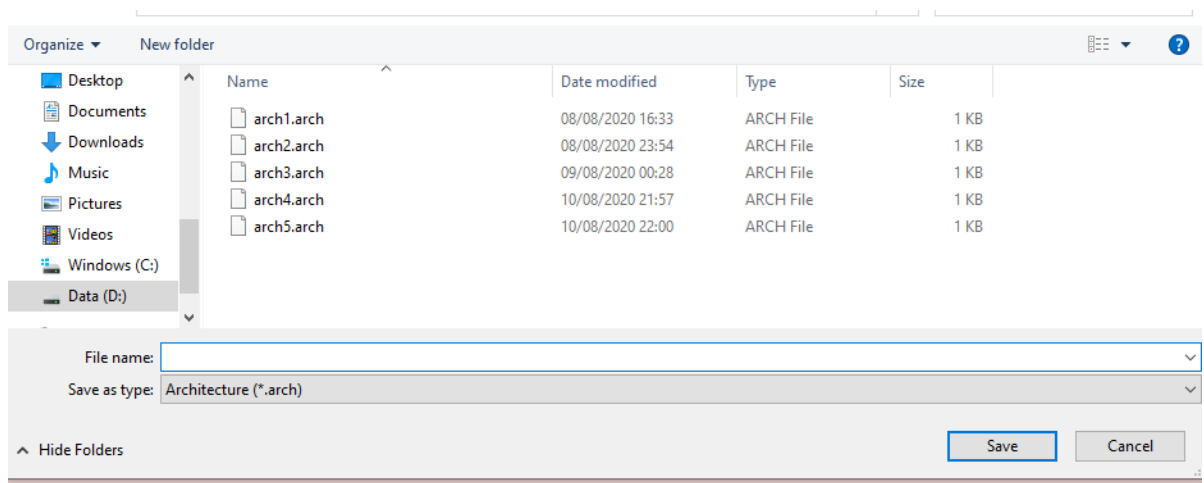 Organize New folder
Desktop
Documents
Downloads
Music
Pictures
Videos
Windows (C:)
Data (D:)
Name Date modified Type Size
arch1.arch 08/08/2020 16:33 ARCH File 1 KB
arch2.arch 08/08/2020 23:54 ARCH File 1 KB
arch3.arch 09/08/2020 00:28 ARCH File 1 KB
arch4.arch 10/08/2020 21:57 ARCH File 1 KB
arch5.arch 10/08/2020 22:00 ARCH File 1 KB
File name:
Save as type: Architecture (*.arch)
Hide Folders Save Cancel